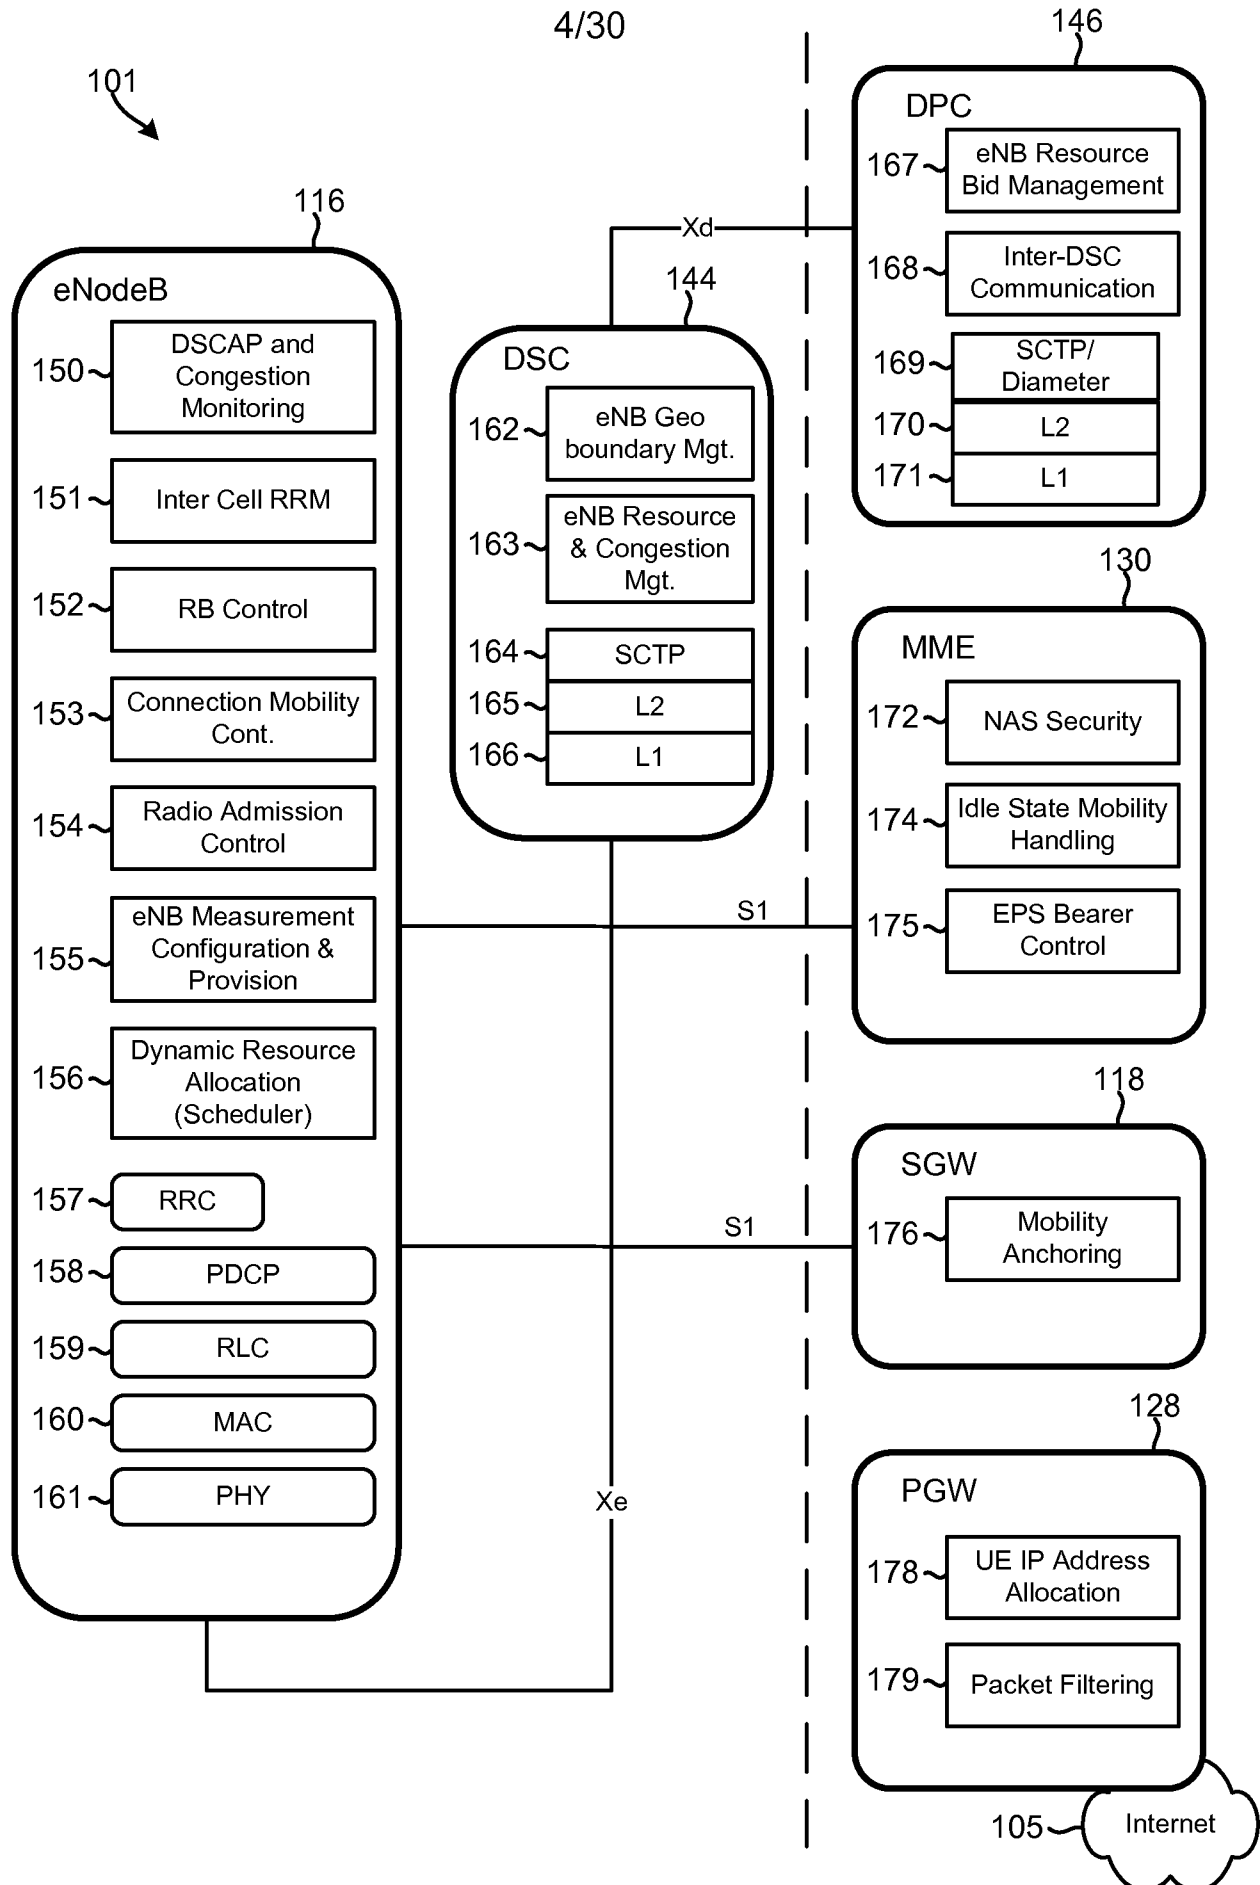 4/30
101
116
eNodeB
150
DSCAP and
Congestion
Monitoring
151
Inter Cell RRM
152
RB Control
153
Connection Mobility
Cont.
154
Radio Admission
Control
155
eNB Measurement
Configuration &
Provision
156
Dynamic Resource
Allocation
(Scheduler)
157
RRC
158
PDCP
159
RLC
160
MAC
161
PHY
Xd
144
DSC
162
eNB Geo
boundary Mgt.
163
eNB Resource
& Congestion
Mgt.
164
SCTP
165
L2
166
L1
S1
S1
Xe
146
DPC
167
eNB Resource
Bid Management
168
Inter-DSC
Communication
169
SCTP/
Diameter
170
L2
171
L1
130
MME
172
NAS Security
174
Idle State Mobility
Handling
175
EPS Bearer
Control
118
SGW
176
Mobility
Anchoring
128
PGW
178
UE IP Address
Allocation
179
Packet Filtering
105
Internet